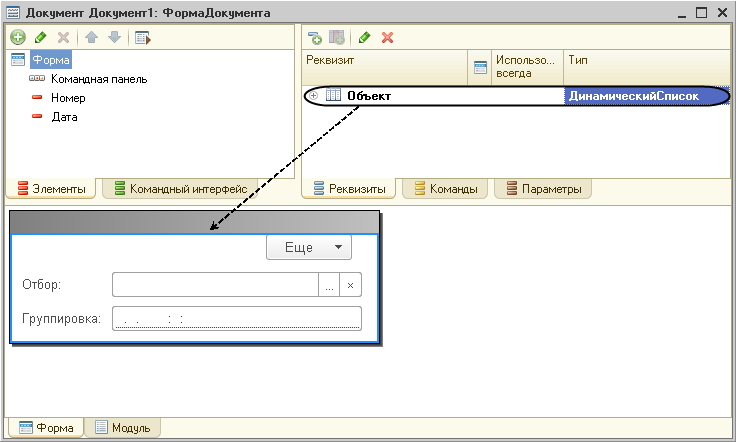 Документ Документ1: ФормаДокумента
Форма
Командная панель
Номер
Дата
Элементы
Командный интерфейс
Реквизит
Использо...
всегда
Тип
Объект
ДинамическийСписок
Реквизиты
Команды
Параметры
Еще
Отбор:
...
×
Группировка:
. . : :
Форма
Модуль